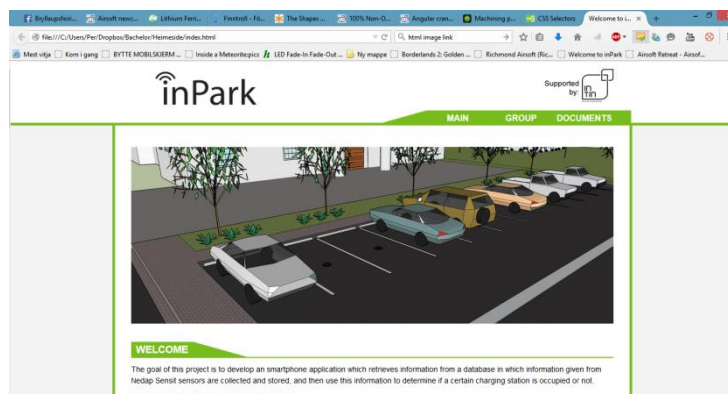 BryBaupsfest...
Airsoft newc...
Lithium Ferri...
Finntroll - Fö...
The Shapes ...
100% Non-O...
Angular cran...
Machining p...
CSS Selectors
Welcome to i...
file:///C:/Users/Per/Dropbox/Bachelor/Heimeside/index.html
html image link
Mest vitja
Kom i gang
BYTTE MOBILSKJERM ...
Inside a Meteorite:pics
LED Fade-In Fade-Out ...
Ny mappe
Borderlands 2: Golden ...
Richmond Airsoft (Ric...
Welcome to inPark
Airsoft Retreat - Airsof...
inPark
Supported
by:
MAIN GROUP DOCUMENTS
WELCOME
The goal of this project is to develop an smartphone application which retrieves information from a database in which information given from
Nedap Sensit sensors are collected and stored, and then use this information to determine if a certain charging station is occupied or not.